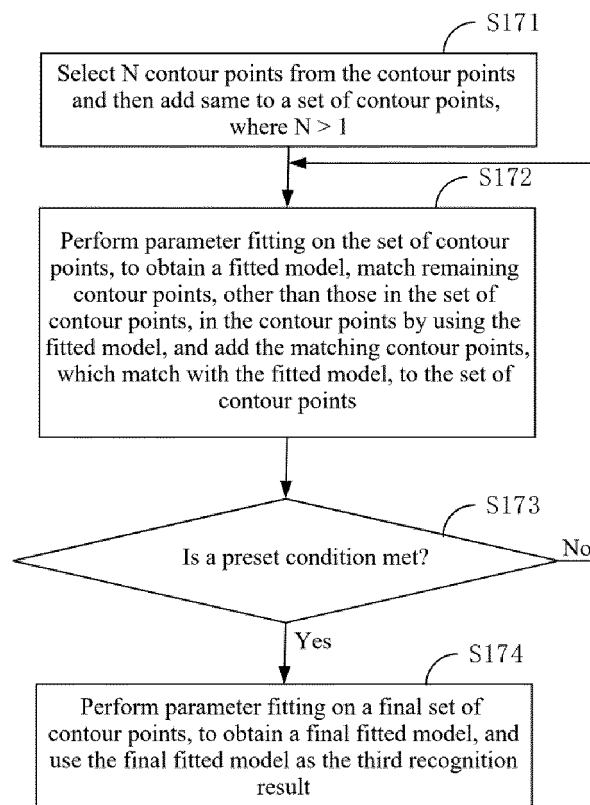 S171
Select N contour points from the contour points
and then add same to a set of contour points,
where N > 1
S172
Perform parameter fitting on the set of contour
points, to obtain a fitted model, match remaining
contour points, other than those in the set of
contour points, in the contour points by using the
fitted model, and add the matching contour points,
which match with the fitted model, to the set of
contour points
S173
Is a preset condition met?
No
Yes
S174
Perform parameter fitting on a final set of
contour points, to obtain a final fitted model, and
use the final fitted model as the third recognition
result